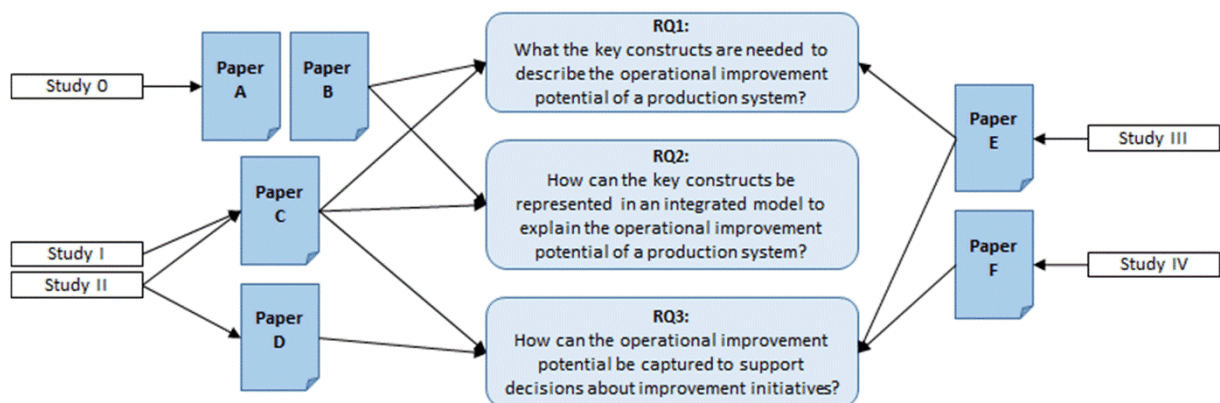 Study 0
Paper
A
Paper
B
Paper
C
Study I
Study II
Paper
D
RQ1:
What the key constructs are needed to
describe the operational improvement
potential of a production system?
RQ2:
How can the key constructs be
represented in an integrated model to
explain the operational improvement
potential of a production system?
RQ3:
How can the operational improvement
potential be captured to support
decisions about improvement initiatives?
Paper
E
Study III
Paper
F
Study IV